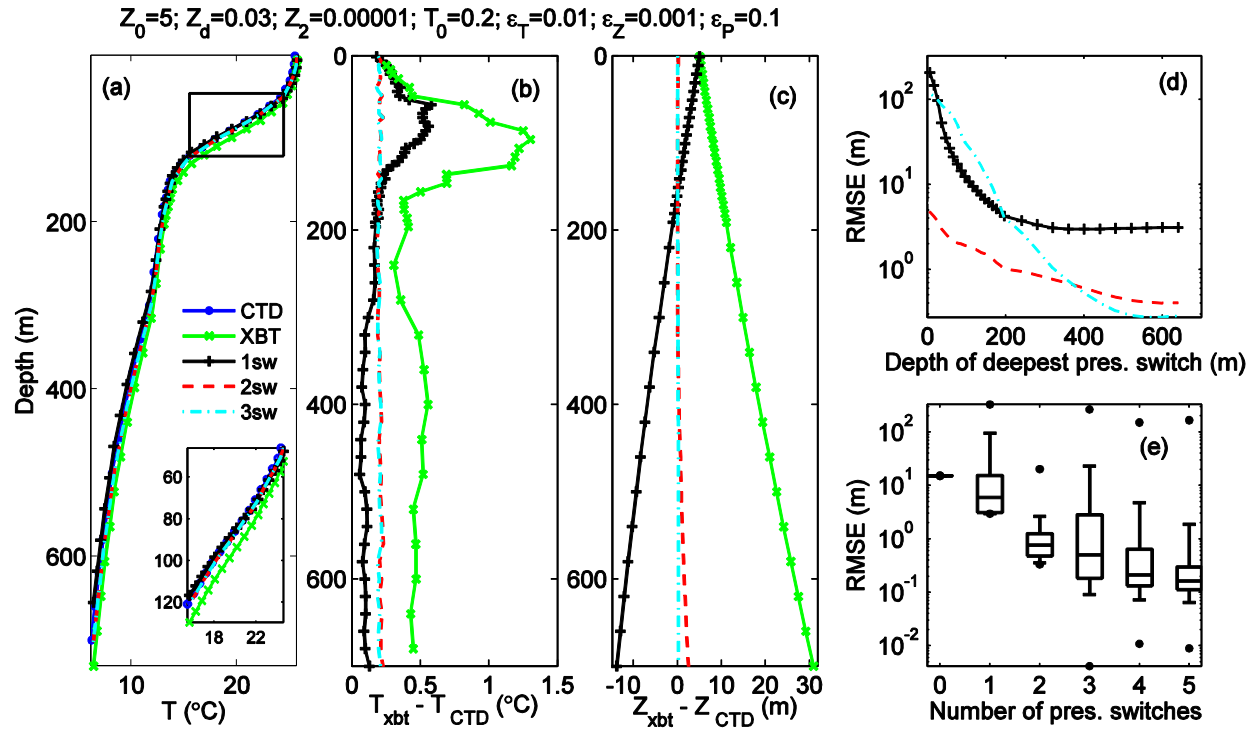 Z0=5; Zd=0.03; Z2=0.00001; T0=0.2; εT=0.01; εZ=0.001; εP=0.1
(a)
Depth (m)
200
400
600
10
20
T (°C)
CTD
XBT
1sw
2sw
3sw
60
80
100
120
18
22
(b)
0
200
400
600
0
0.5
1
1.5
Txbt - TCTD (°C)
(c)
0
200
400
600
-10
0
10
20
30
Zxbt - ZCTD (m)
(d)
RMSE (m)
10^2
10^1
10^0
0
200
400
600
Depth of deepest pres. switch (m)
(e)
RMSE (m)
10^2
10^1
10^0
10^-1
10^-2
0
1
2
3
4
5
Number of pres. switches